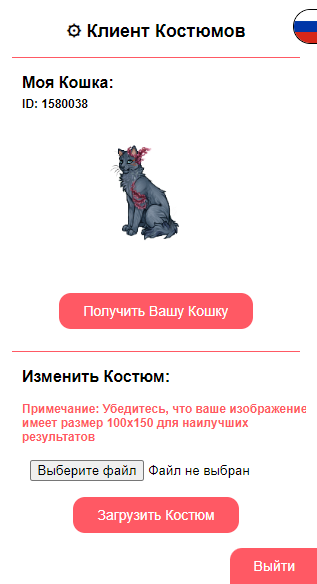 ⚙ Клиент Костюмов
Моя Кошка:
ID: 1580038
Получить Вашу Кошку
Изменить Костюм:
Примечание: Убедитесь, что ваше изображение
имеет размер 100x150 для наилучших
результатов
Выберите файл Файл не выбран
Загрузить Костюм
Выйти